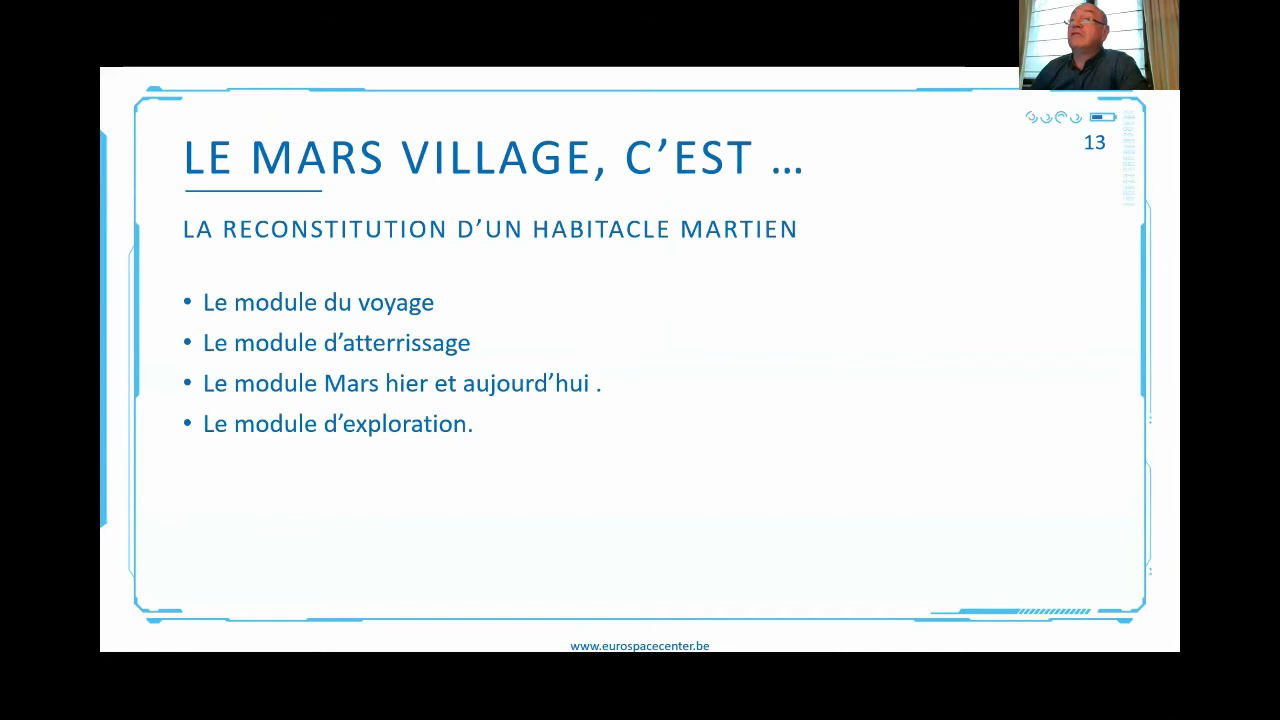 LE MARS VILLAGE, C’EST …
13
LA RECONSTITUTION D’UN HABITACLE MARTIEN
• Le module du voyage
• Le module d’atterrissage
• Le module Mars hier et aujourd’hui .
• Le module d’exploration.
www.eurospacecenter.be